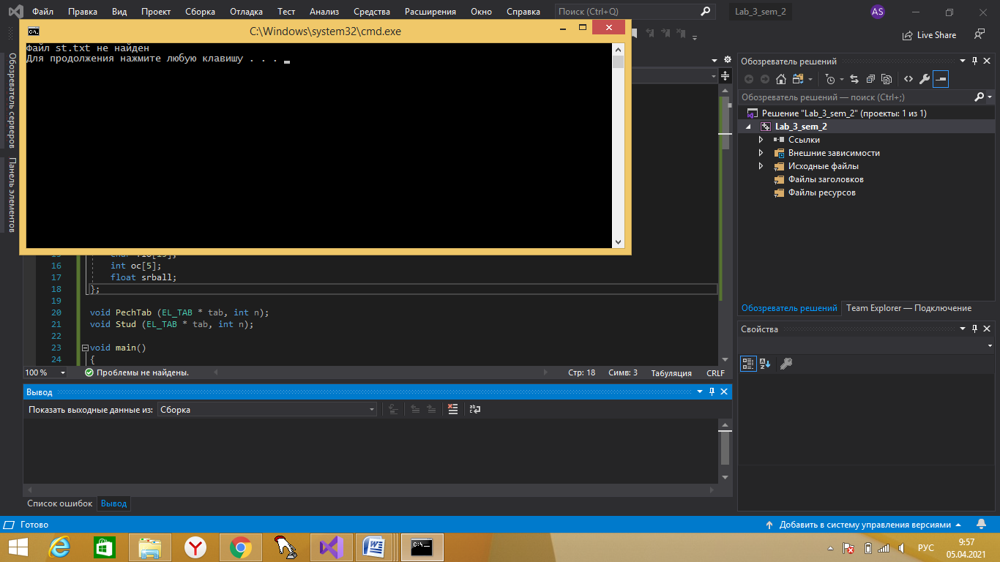 Файл Правка Вид Проект Сборка Отладка Тест Анализ Средства Расширения Окно Справка Поиск (Ctrl+Q) Lab_3_sem_2 AS
C:\Windows\system32\cmd.exe
Live Share
Файл st.txt не найден
Для продолжения нажмите любую клавишу . . .
Обозреватель серверов
Панель элементов
Обозреватель решений
Обозреватель решений — поиск (Ctrl+;)
Решение "Lab_3_sem_2" (проекты: 1 из 1)
Lab_3_sem_2
Ссылки
Внешние зависимости
Исходные файлы
Файлы заголовков
Файлы ресурсов
16 int oc[5];
17 float srball;
18 };
19
20 void PechTab (EL_TAB * tab, int n);
21 void Stud (EL_TAB * tab, int n);
22
23 void main()
24 {
100 % Проблемы не найдены. Стр: 18 Симв: 3 Табуляция CRLF
Обозреватель решений Team Explorer — Подключение
Свойства
Вывод
Показать выходные данные из: Сборка
Список ошибок Вывод
Готово Добавить в систему управления версиями
РУС 9:57
05.04.2021